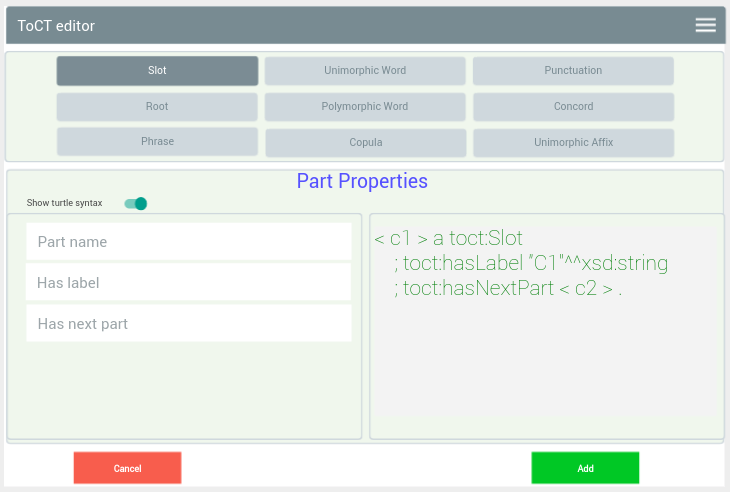 ToCT editor
Slot
Unimorphic Word
Punctuation
Root
Polymorphic Word
Concord
Phrase
Copula
Unimorphic Affix
Part Properties
Show turtle syntax
Part name
Has label
Has next part
< c1 > a toct:Slot
; toct:hasLabel "C1"^^xsd:string
; toct:hasNextPart < c2 > .
Cancel
Add